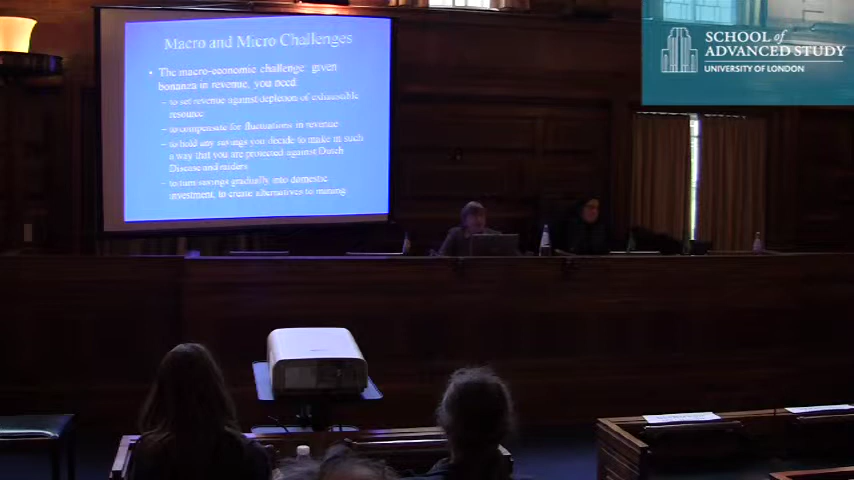 Macro and Micro Challenges
• The macro-economic challenge: given
bonanza in revenue, you need:
– to set revenue against depletion of exhaustible
resource
– to compensate for fluctuations in revenue
– to hold any savings you decide to make in such
a way that you are protected against Dutch
Disease and raiders
– to turn savings gradually into domestic
investment, to create alternatives to mining
SCHOOL of
ADVANCED STUDY
UNIVERSITY OF LONDON